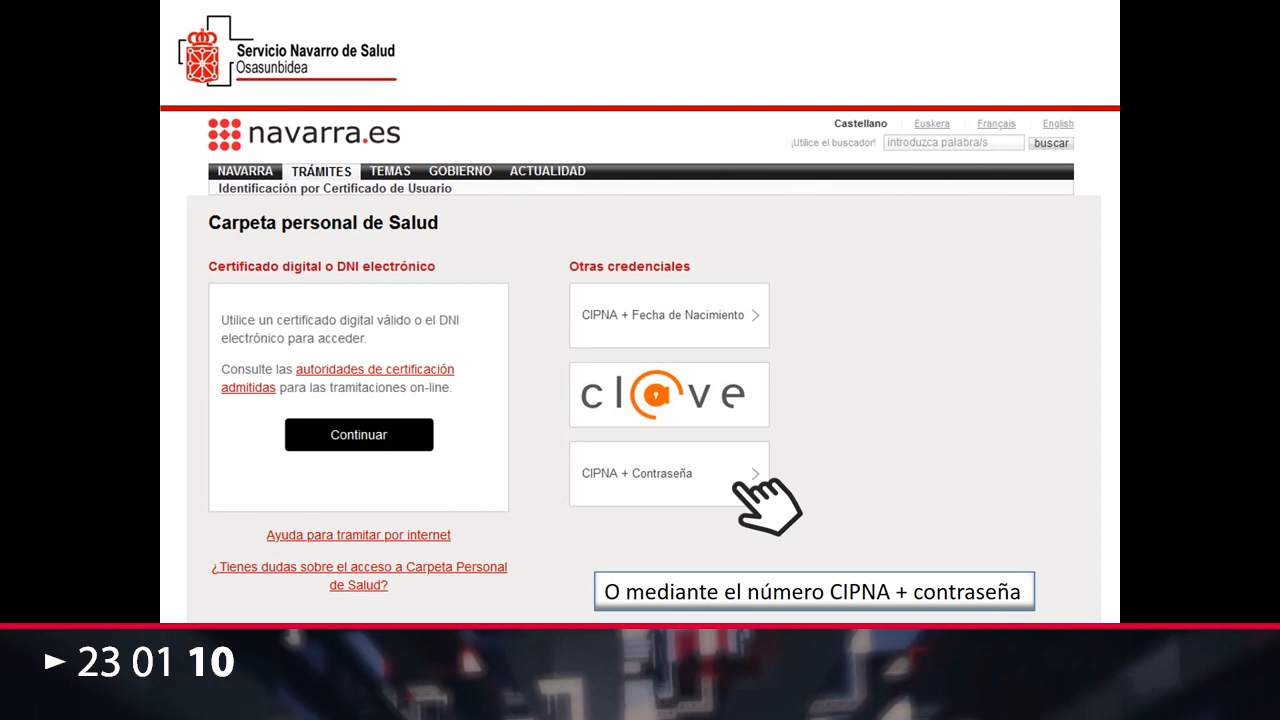 Servicio Navarro de Salud
Osasunbidea
navarra.es
Castellano Euskera Français English
¡Utilice el buscador! introduzca palabra/s buscar
NAVARRA TRÁMITES TEMAS GOBIERNO ACTUALIDAD
Identificación por Certificado de Usuario
Carpeta personal de Salud
Certificado digital o DNI electrónico
Utilice un certificado digital válido o el DNI
electrónico para acceder.
Consulte las autoridades de certificación
admitidas para las tramitaciones on-line.
Continuar
Ayuda para tramitar por internet
¿Tienes dudas sobre el acceso a Carpeta Personal
de Salud?
Otras credenciales
CIPNA + Fecha de Nacimiento
cl@ve
CIPNA + Contraseña
O mediante el número CIPNA + contraseña
23 01 10